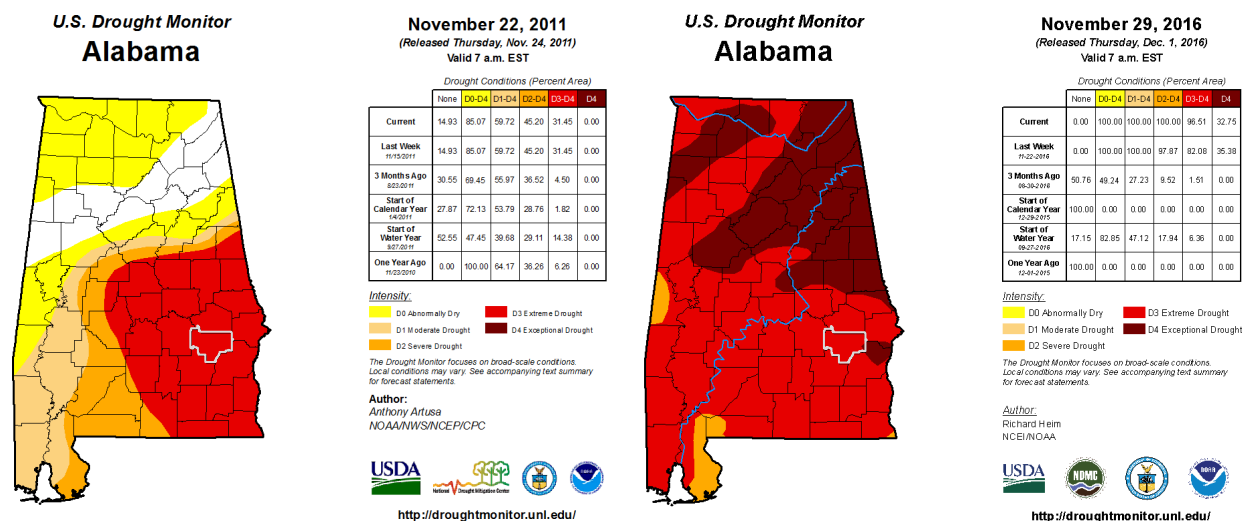 U.S. Drought Monitor
Alabama
November 22, 2011
(Released Thursday, Nov. 24, 2011)
Valid 7 a.m. EST
Drought Conditions (Percent Area)
None D0-D4 D1-D4 D2-D4 D3-D4 D4
Current 14.93 85.07 59.72 45.20 31.45 0.00
Last Week 14.93 85.07 59.72 45.20 31.45 0.00
11/15/2011
3 Months Ago 30.55 69.45 55.97 36.52 4.50 0.00
8/23/2011
Start of
Calendar Year 27.87 72.13 53.79 28.76 1.82 0.00
1/4/2011
Start of
Water Year 52.55 47.45 39.68 29.11 14.38 0.00
9/27/2011
One Year Ago 0.00 100.00 64.17 36.26 6.26 0.00
11/23/2010
Intensity:
D0 Abnormally Dry
D1 Moderate Drought
D2 Severe Drought
D3 Extreme Drought
D4 Exceptional Drought
The Drought Monitor focuses on broad-scale conditions.
Local conditions may vary. See accompanying text summary
for forecast statements.
Author:
Anthony Artusa
NOAA/NWS/NCEP/CPC
USDA
National Drought Mitigation Center
http://droughtmonitor.unl.edu/
U.S. Drought Monitor
Alabama
November 29, 2016
(Released Thursday, Dec. 1, 2016)
Valid 7 a.m. EST
Drought Conditions (Percent Area)
None D0-D4 D1-D4 D2-D4 D3-D4 D4
Current 0.00 100.00 100.00 100.00 96.51 32.75
Last Week 0.00 100.00 100.00 97.87 82.08 35.38
11-22-2016
3 Months Ago 50.76 49.24 27.23 9.52 1.51 0.00
08-30-2016
Start of
Calendar Year 100.00 0.00 0.00 0.00 0.00 0.00
12-29-2015
Start of
Water Year 17.15 82.85 47.12 17.94 6.36 0.00
09-27-2016
One Year Ago 100.00 0.00 0.00 0.00 0.00 0.00
12-01-2015
Intensity:
D0 Abnormally Dry
D1 Moderate Drought
D2 Severe Drought
D3 Extreme Drought
D4 Exceptional Drought
The Drought Monitor focuses on broad-scale conditions.
Local conditions may vary. See accompanying text summary
for forecast statements.
Author:
Richard Heim
NCEI/NOAA
USDA
NDMC
NOAA
http://droughtmonitor.unl.edu/